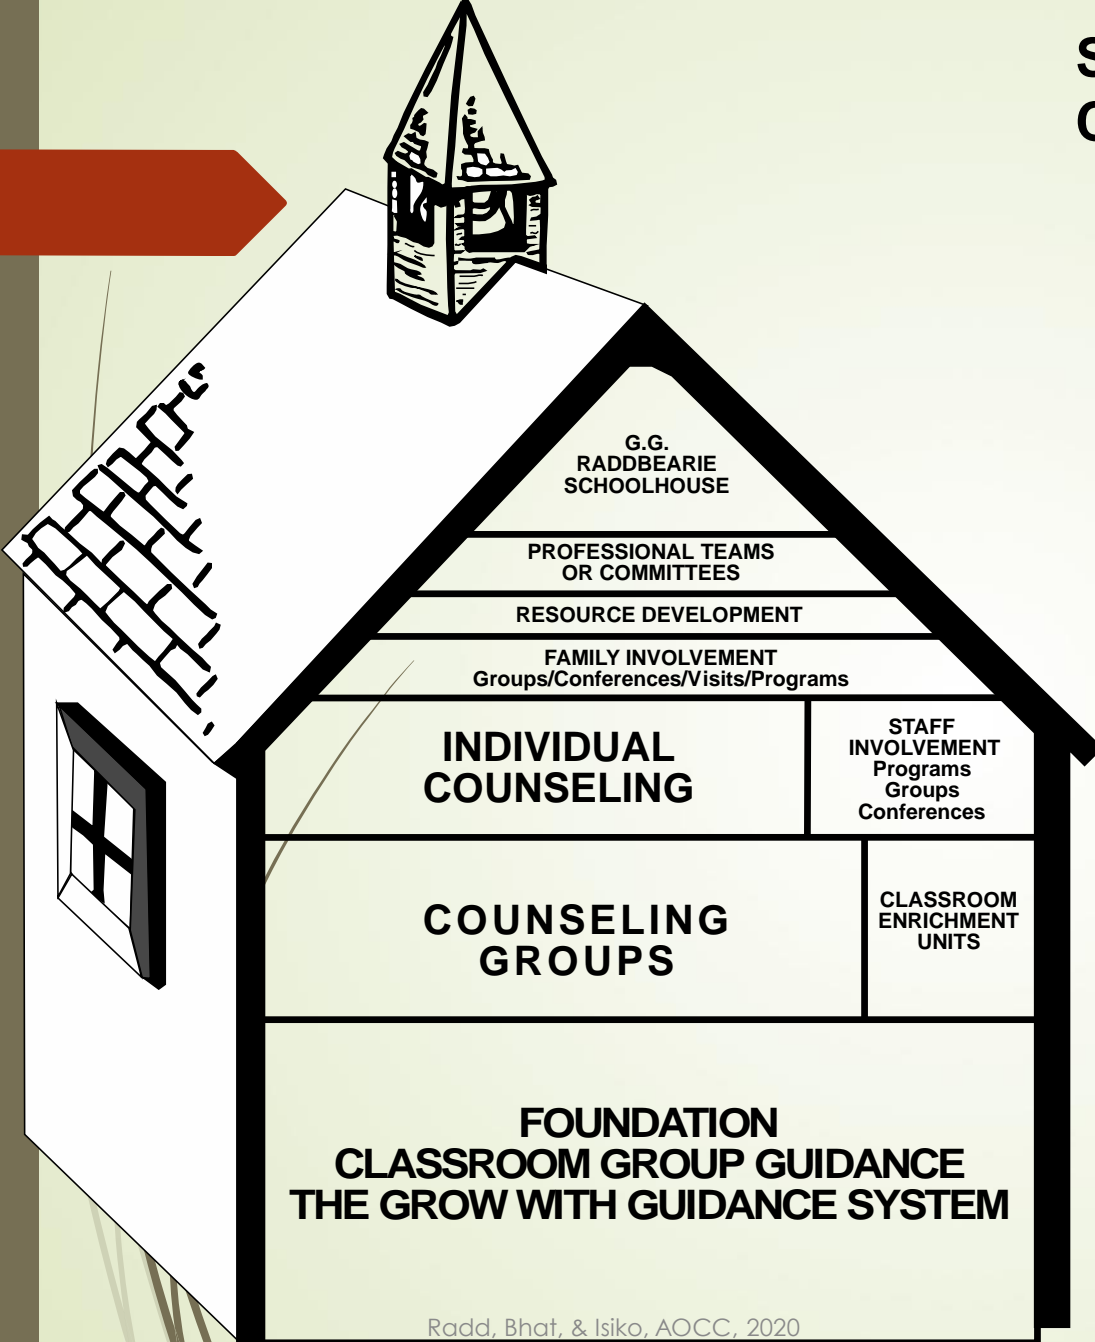 G.G.
RADDBEARIE
SCHOOLHOUSE
PROFESSIONAL TEAMS
OR COMMITTEES
RESOURCE DEVELOPMENT
FAMILY INVOLVEMENT
Groups/Conferences/Visits/Programs
INDIVIDUAL
COUNSELING
STAFF
INVOLVEMENT
Programs
Groups
Conferences
COUNSELING
GROUPS
CLASSROOM
ENRICHMENT
UNITS
FOUNDATION
CLASSROOM GROUP GUIDANCE
THE GROW WITH GUIDANCE SYSTEM
Radd, Bhat, & Isiko, AOCC, 2020